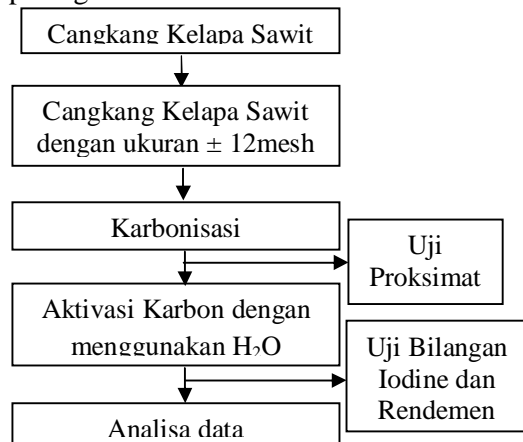 Cangkang Kelapa Sawit
Cangkang Kelapa Sawit
dengan ukuran ± 12mesh
Karbonisasi
Uji
Proksimat
Aktivasi Karbon dengan
menggunakan H₂O
Uji Bilangan
Iodine dan
Rendemen
Analisa data